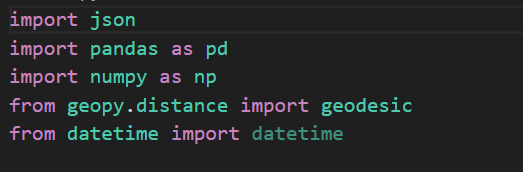 import json
import pandas as pd
import numpy as np
from geopy.distance import geodesic
from datetime import datetime